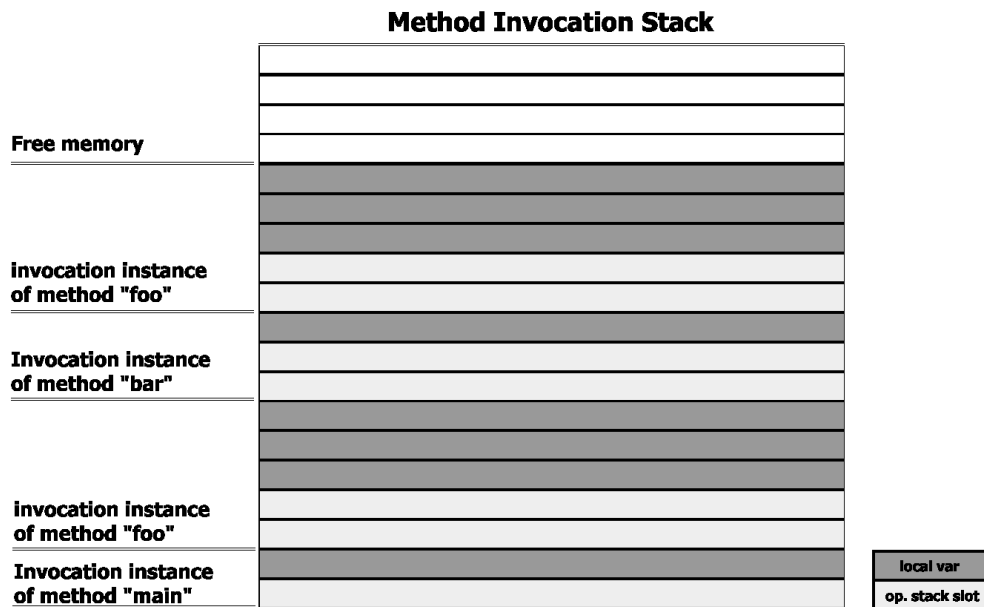 Method Invocation Stack
Free memory
invocation instance
of method "foo"
Invocation instance
of method "bar"
invocation instance
of method "foo"
Invocation instance
of method "main"
local var
op. stack slot